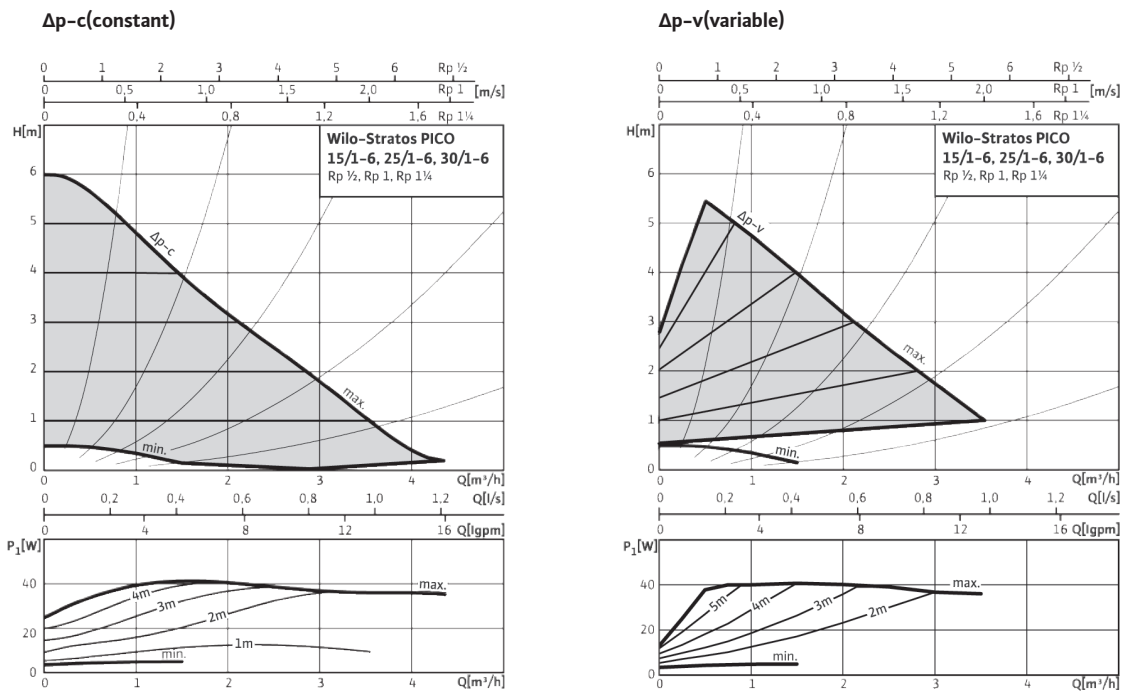 Δp-c(constant)
0 1 2 3 4 5 6 Rp ½
0 0,5 1,0 1,5 2,0 Rp 1 [m/s]
0 0,4 0,8 1,2 1,6 Rp 1¼
H[m]
Wilo-Stratos PICO
15/1-6, 25/1-6, 30/1-6
Rp ½, Rp 1, Rp 1¼
6
5
Δp-c
4
3
2
max.
1
min.
0
1 2 3 4 Q[m³/h]
0 0,2 0,4 0,6 0,8 1,0 1,2 Q[l/s]
0 4 8 12 16 Q[Igpm]
P₁[W]
40
max.
4m
3m
20
2m
1m
min.
0
0 1 2 3 4 Q[m³/h]
Δp-v(variable)
0 1 2 3 4 5 6 Rp ½
0 0,5 1,0 1,5 2,0 Rp 1 [m/s]
0 0,4 0,8 1,2 1,6 Rp 1¼
H[m]
Wilo-Stratos PICO
15/1-6, 25/1-6, 30/1-6
Rp ½, Rp 1, Rp 1¼
6
Δp-v
5
4
3
max.
2
1
min.
0
1 2 3 4 Q[m³/h]
0 0,2 0,4 0,6 0,8 1,0 1,2 Q[l/s]
0 4 8 12 16 Q[Igpm]
P₁[W]
40
max.
5m
4m
3m
2m
20
min.
0
0 1 2 3 4 Q[m³/h]